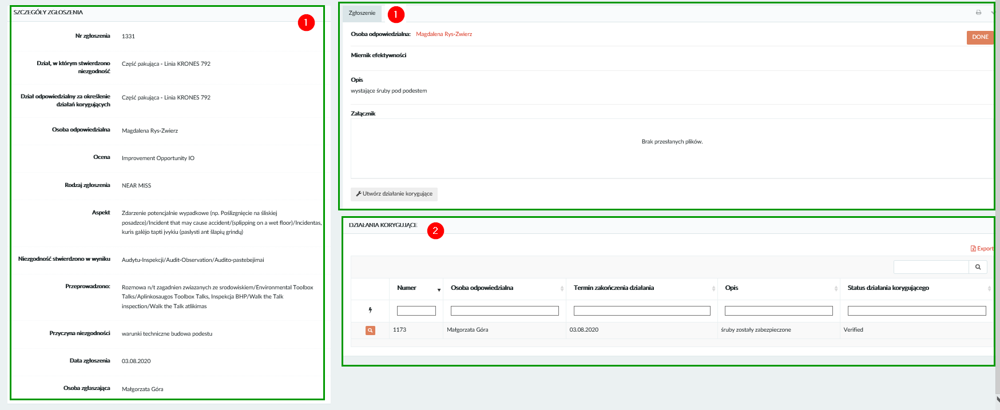 SZCZEGÓŁY ZGŁOSZENIA
1
Nr zgłoszenia 1331
Dział, w którym stwierdzono niezgodność Część pakująca - Linia KRONES 792
Dział odpowiedzialny za określenie działań korygujących Część pakująca - Linia KRONES 792
Osoba odpowiedzialna Magdalena Rys-Zwierz
Ocena Improvement Opportunity IO
Rodzaj zgłoszenia NEAR MISS
Aspekt Zdarzenie potencjalnie wypadkowe (np. Poślizgnięcie na śliskiej
posadzce)/Incident that may cause accident/(splipping on a wet floor)/Incidentas,
kuris galėjo tapti įvykiu (paslysti ant šlapių grindų)
Niezgodność stwierdzono w wyniku Audytu-Inspekcji/Audit-Observation/Audito-pastebejimai
Przeprowadzono: Rozmowa n/t zagadnien zwiazanych ze srodowiskiem/Environmental Toolbox
Talks/Aplinkosaugos Toolbox Talks, Inspekcja BHP/Walk the Talk
inspection/Walk the Talk atlikimas
Przyczyna niezgodności warunki techniczne budowa podestu
Data zgłoszenia 03.08.2020
Osoba zgłaszająca Małgorzata Góra
Zgłoszenie
1
Osoba odpowiedzialna: Magdalena Rys-Zwierz
DONE
Miernik efektywności
Opis
wystające śruby pod podestem
Załącznik
Brak przesłanych plików.
Utwórz działanie korygujące
DZIAŁANIA KORYGUJĄCE
2
Export
Numer Osoba odpowiedzialna Termin zakończenia działania Opis Status działania korygującego
1173 Małgorzata Góra 03.08.2020 śruby zostały zabezpieczone Verified